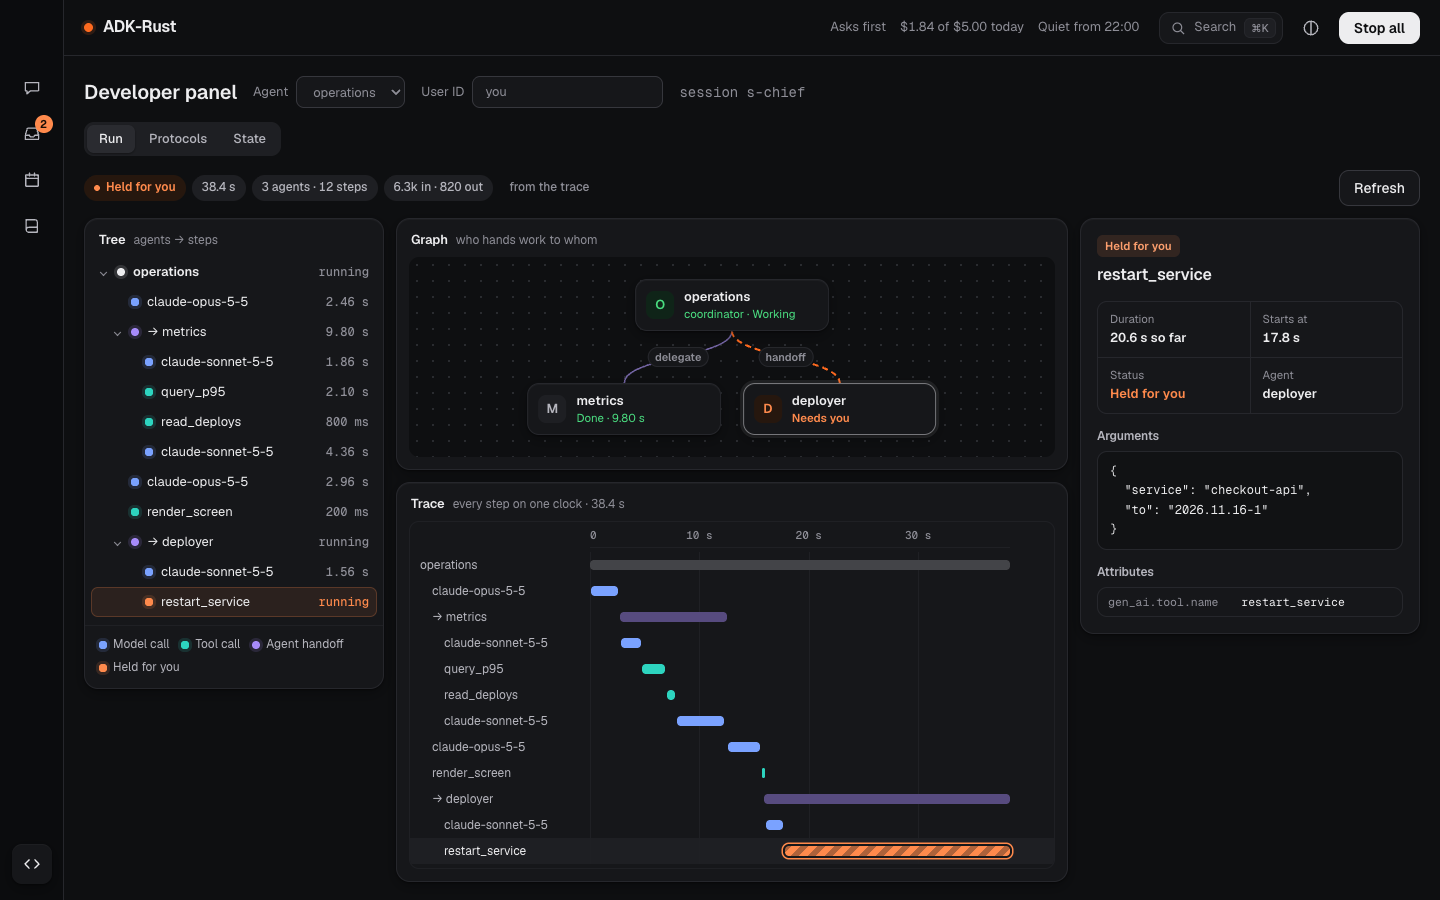 ADK-Rust
Asks first $1.84 of $5.00 today Quiet from 22:00 Search ⌘K Stop all
Developer panel Agent operations User ID you session s-chief
2
Run Protocols State
Held for you 38.4 s 3 agents · 12 steps 6.3k in · 820 out from the trace Refresh
Tree agents → steps
operations running
claude-opus-5-5 2.46 s
→ metrics 9.80 s
claude-sonnet-5-5 1.86 s
query_p95 2.10 s
read_deploys 800 ms
claude-sonnet-5-5 4.36 s
claude-opus-5-5 2.96 s
render_screen 200 ms
→ deployer running
claude-sonnet-5-5 1.56 s
restart_service running
Model call Tool call Agent handoff
Held for you
Graph who hands work to whom
O operations
coordinator · Working
delegate handoff
M metrics
Done · 9.80 s
D deployer
Needs you
Trace every step on one clock · 38.4 s
0 10 s 20 s 30 s
operations
claude-opus-5-5
→ metrics
claude-sonnet-5-5
query_p95
read_deploys
claude-sonnet-5-5
claude-opus-5-5
render_screen
→ deployer
claude-sonnet-5-5
restart_service
Held for you
restart_service
Duration Starts at
20.6 s so far 17.8 s
Status Agent
Held for you deployer
Arguments
{
"service": "checkout-api",
"to": "2026.11.16-1"
}
Attributes
gen_ai.tool.name restart_service